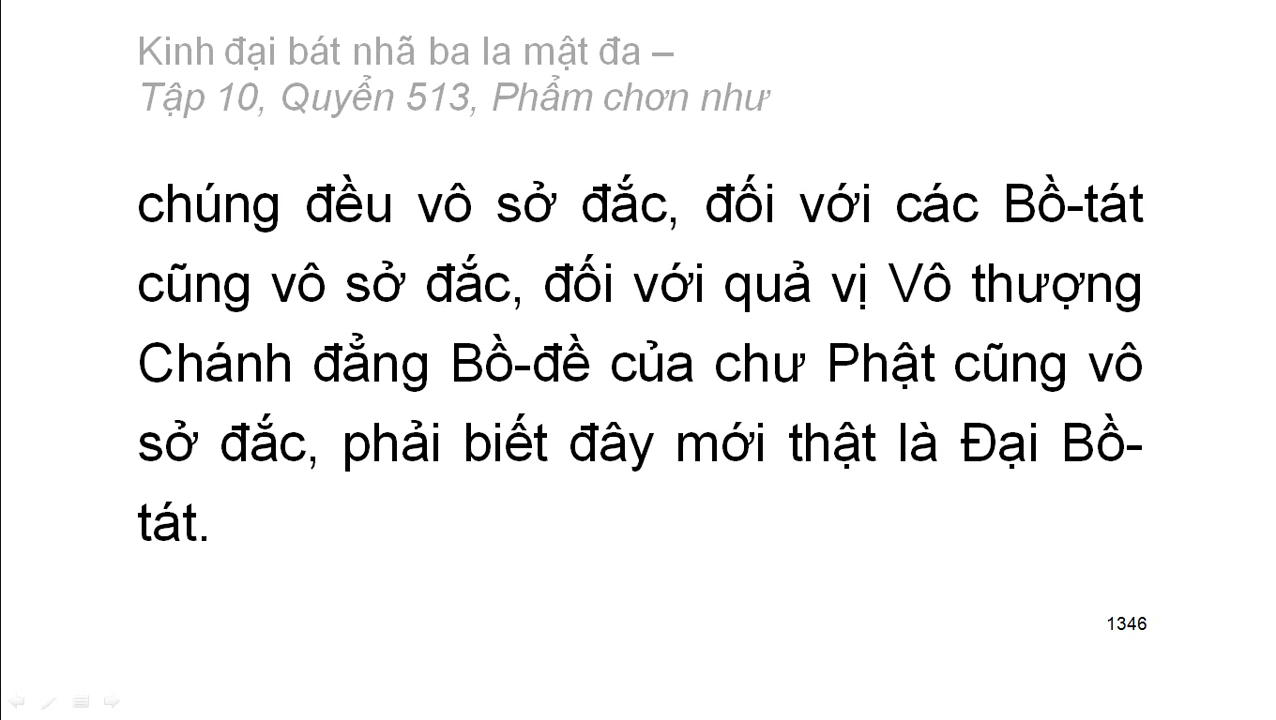 Kinh đại bát nhã ba la mật đa –
Tập 10, Quyển 513, Phẩm chơn như
chúng đều vô sở đắc, đối với các Bồ-tát
cũng vô sở đắc, đối với quả vị Vô thượng
Chánh đẳng Bồ-đề của chư Phật cũng vô
sở đắc, phải biết đây mới thật là Đại Bồ-
tát.
1346